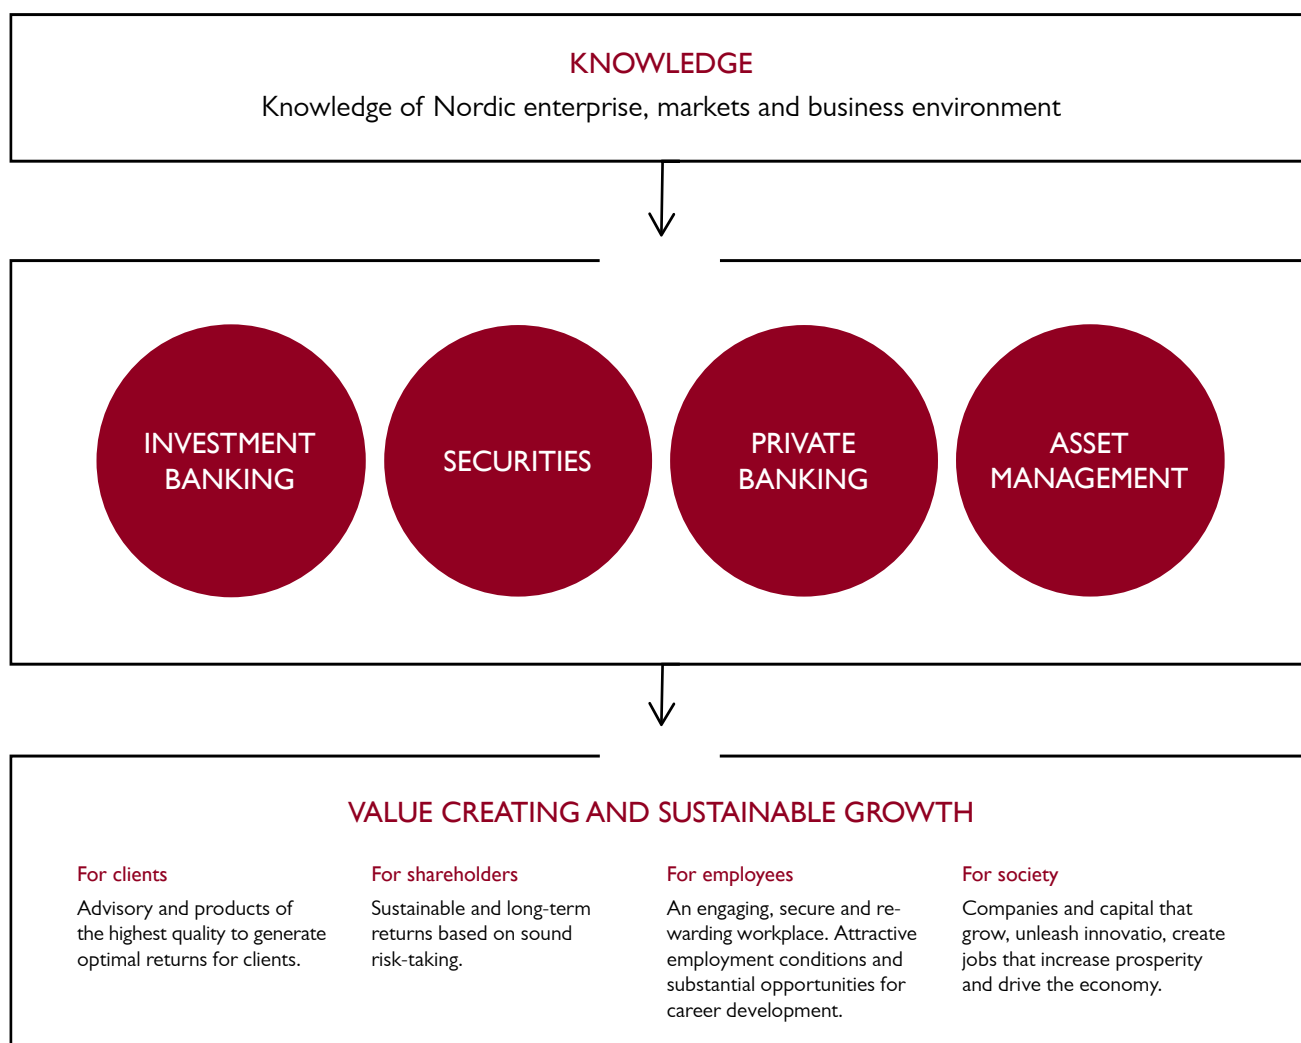 KNOWLEDGE
Knowledge of Nordic enterprise, markets and business environment
INVESTMENT
BANKING
SECURITIES
PRIVATE
BANKING
ASSET
MANAGEMENT
VALUE CREATING AND SUSTAINABLE GROWTH
For clients
Advisory and products of
the highest quality to generate
optimal returns for clients.
For shareholders
Sustainable and long-term
returns based on sound
risk-taking.
For employees
An engaging, secure and re-
warding workplace. Attractive
employment conditions and
substantial opportunities for
career development.
For society
Companies and capital that
grow, unleash innovatio, create
jobs that increase prosperity
and drive the economy.